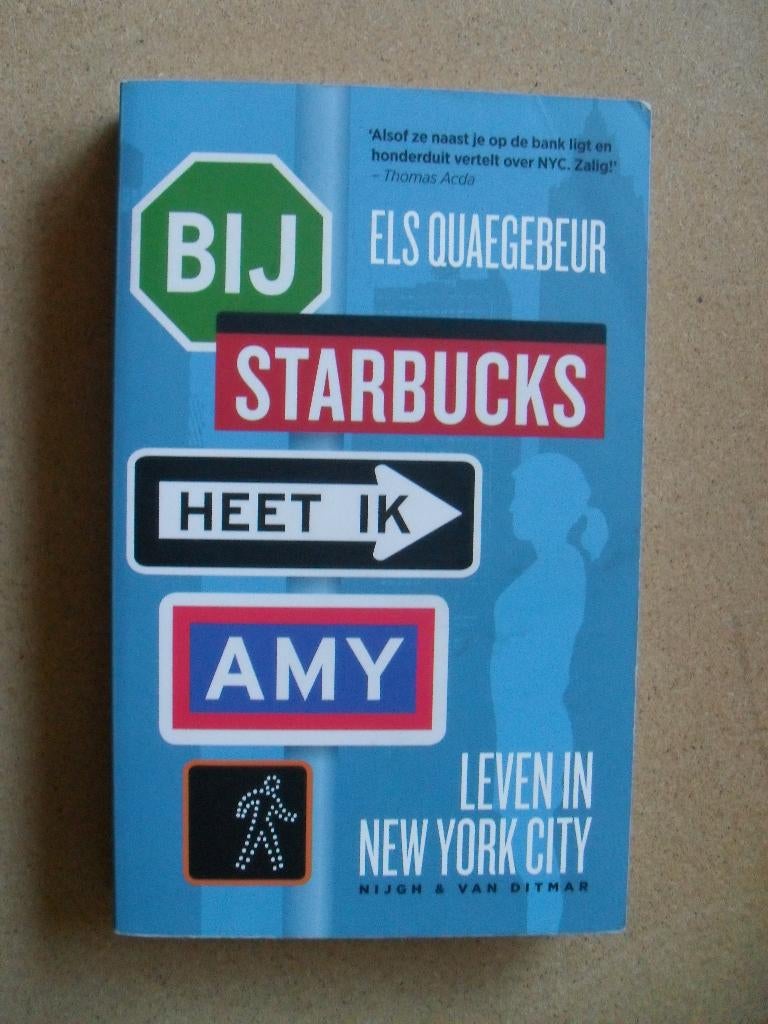 'Alsof ze naast je op de bank ligt en
honderduit vertelt over NYC. Zalig!'
– Thomas Acda
ELS QUAEGEBEUR
BIJ
STARBUCKS
HEET IK
AMY
LEVEN IN
NEW YORK CITY
NIJGH & VAN DITMAR